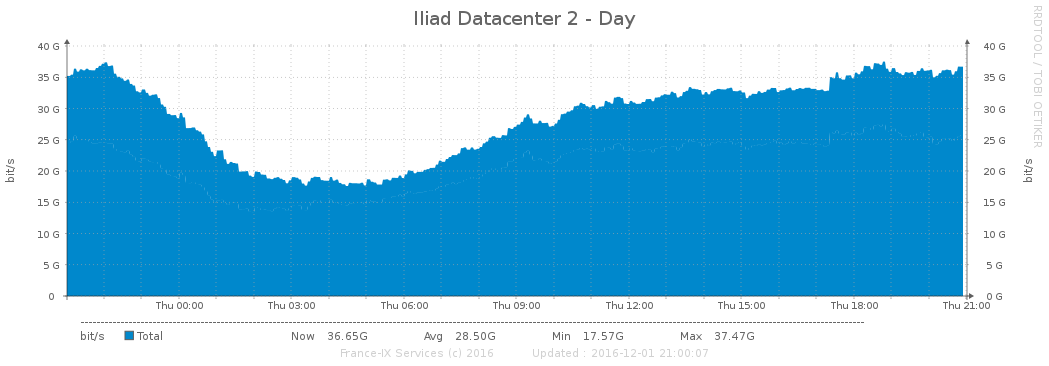 Iliad Datacenter 2 - Day
RRDTOOL / TOBI OETIKER
40 G 40 G
35 G 35 G
30 G 30 G
25 G 25 G
20 G 20 G
15 G 15 G
10 G 10 G
5 G 5 G
0 0 G
bit/s bit/s
Thu 00:00 Thu 03:00 Thu 06:00 Thu 09:00 Thu 12:00 Thu 15:00 Thu 18:00 Thu 21:00
bit/s Total Now 36.65G Avg 28.50G Min 17.57G Max 37.47G
France-IX Services (c) 2016 Updated : 2016-12-01 21:00:07